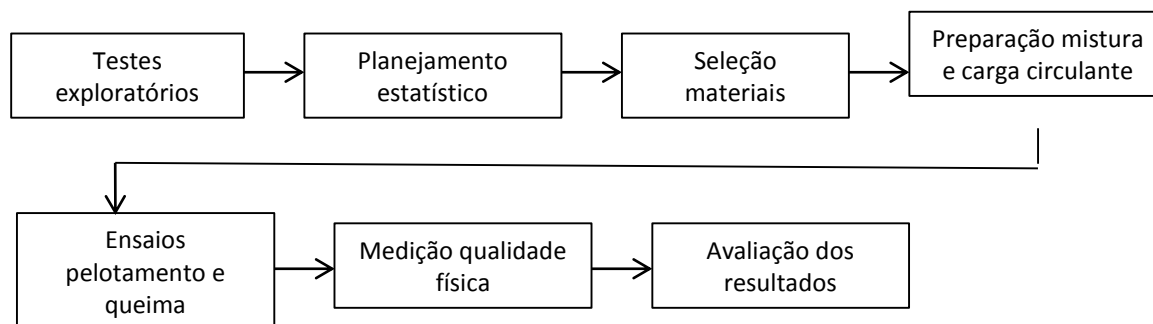 Testes
exploratórios
Planejamento
estatístico
Seleção
materiais
Preparação mistura
e carga circulante
Ensaios
pelotamento e
queima
Medição qualidade
física
Avaliação dos
resultados